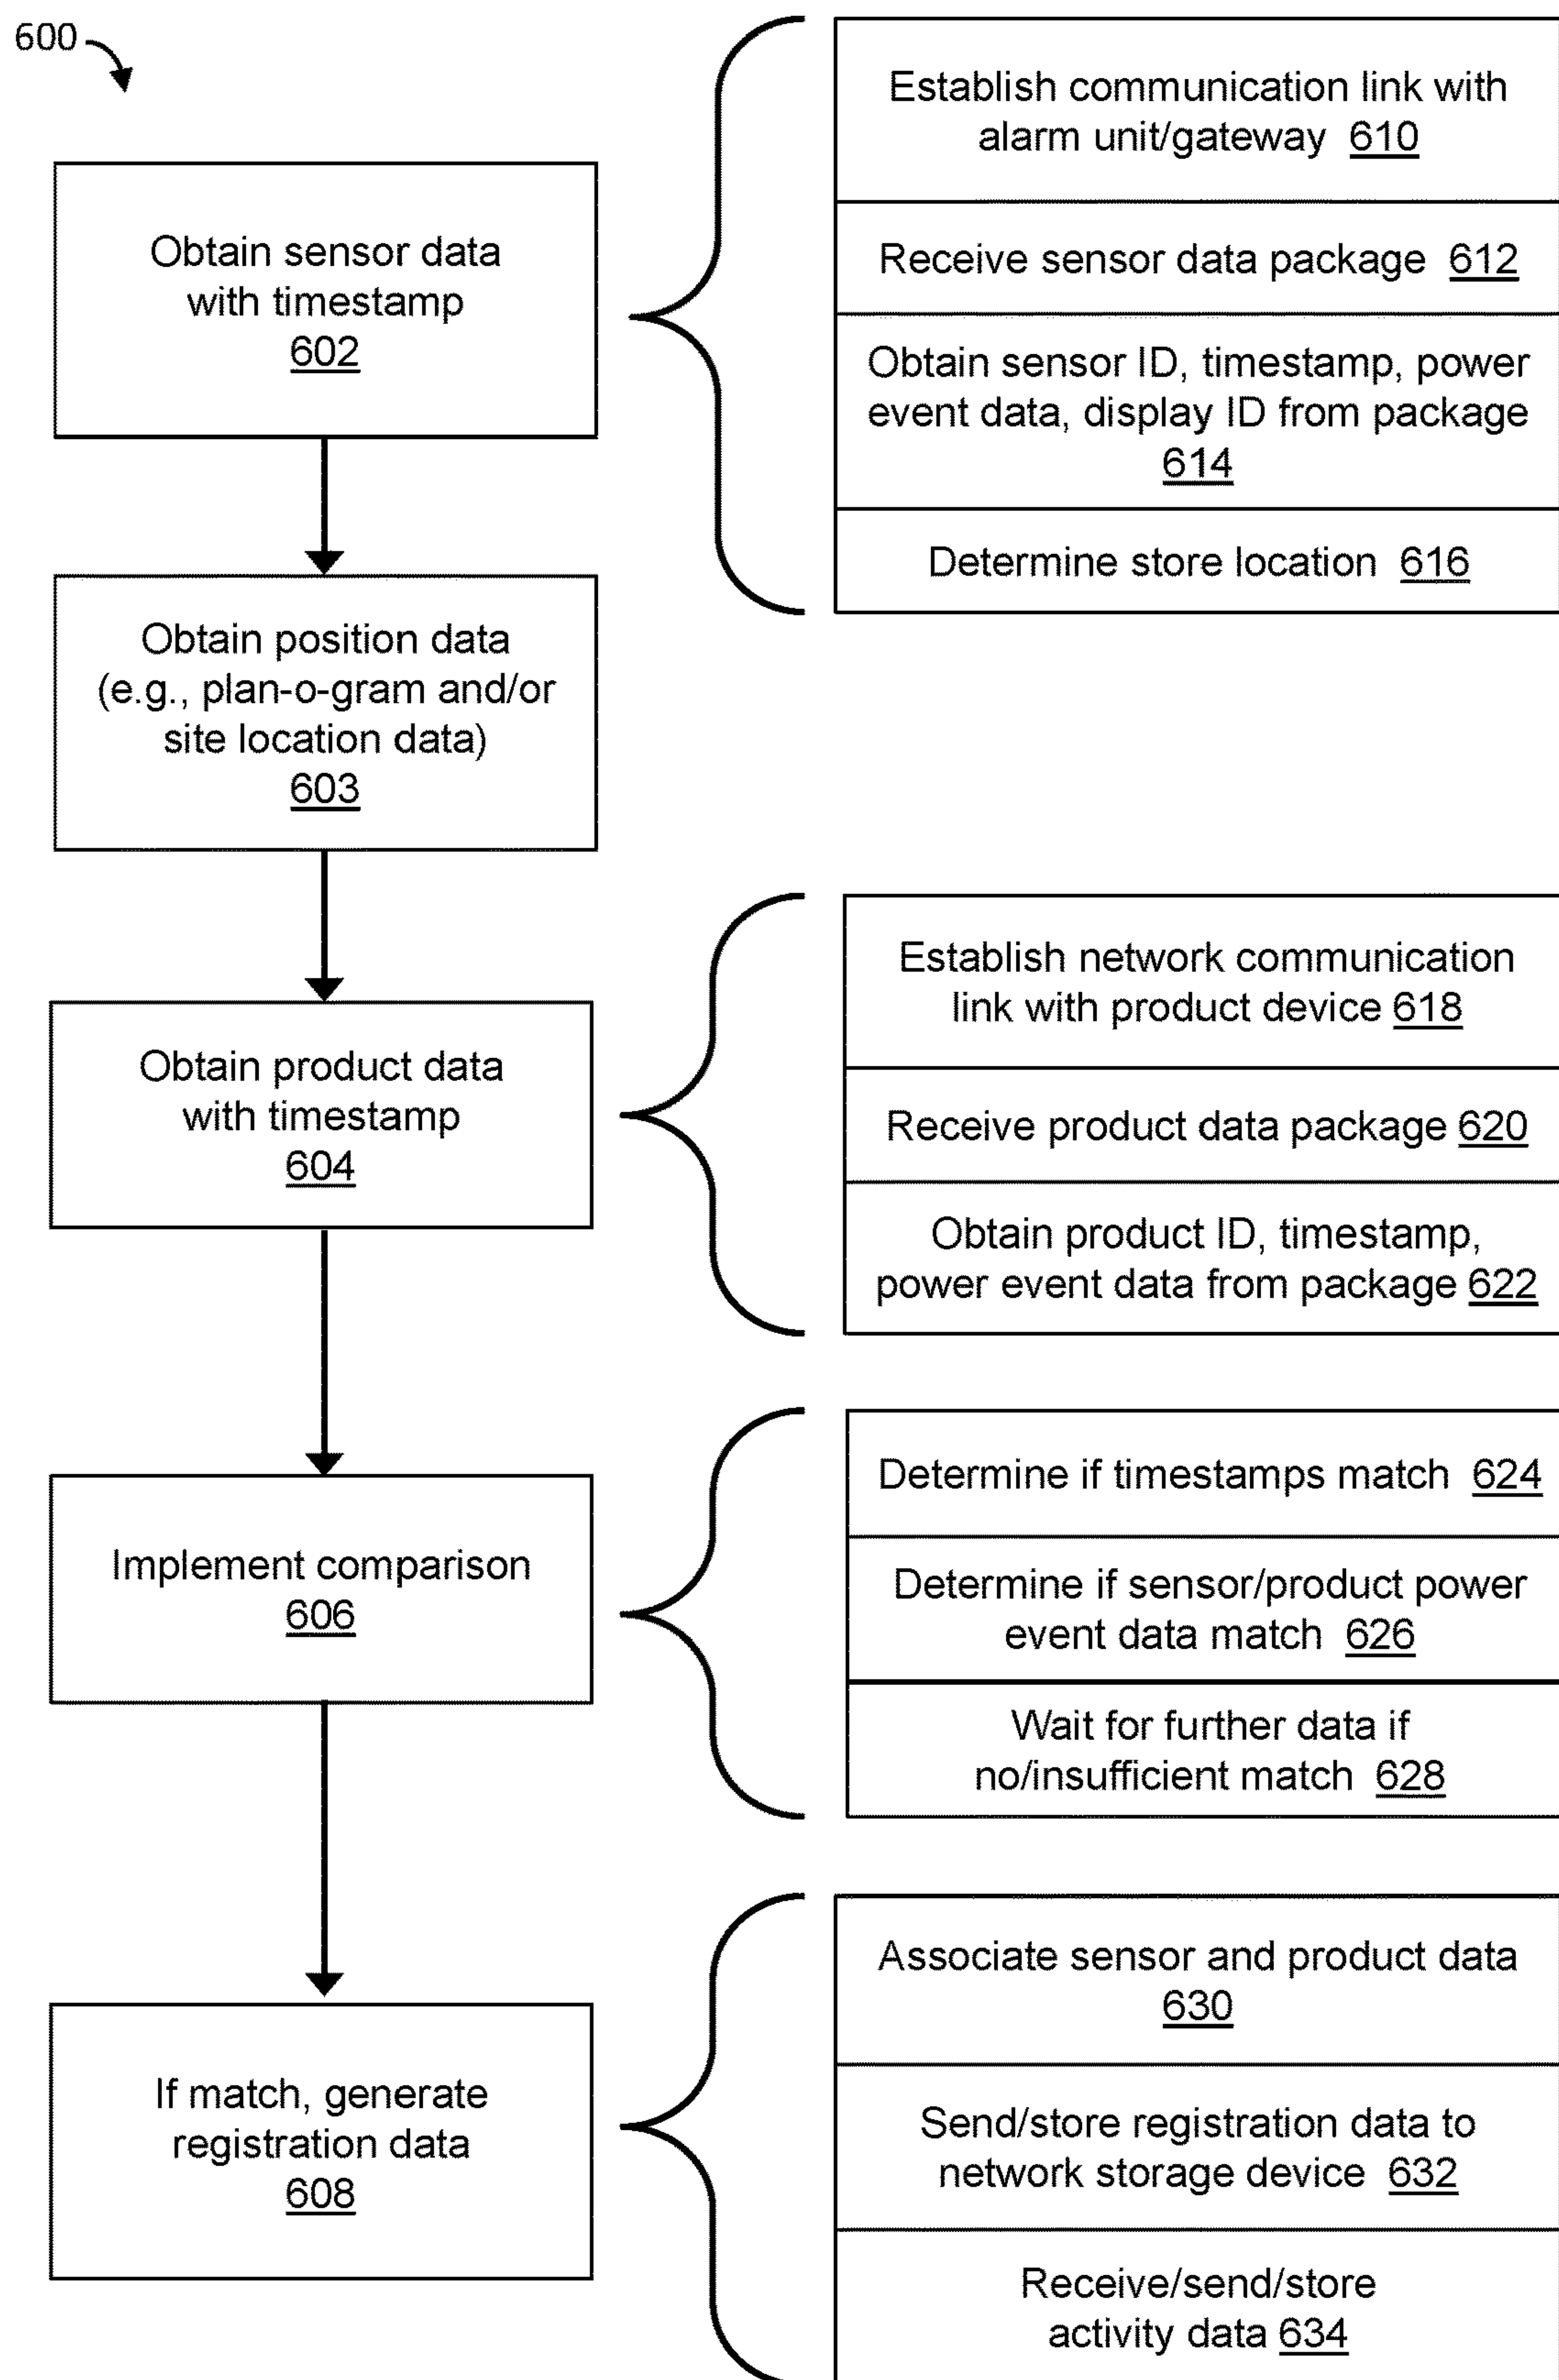 600
Obtain sensor data
with timestamp
602
Establish communication link with
alarm unit/gateway 610
Receive sensor data package 612
Obtain sensor ID, timestamp, power
event data, display ID from package
614
Determine store location 616
Obtain position data
(e.g., plan-o-gram and/or
site location data)
603
Obtain product data
with timestamp
604
Establish network communication
link with product device 618
Receive product data package 620
Obtain product ID, timestamp,
power event data from package 622
Implement comparison
606
Determine if timestamps match 624
Determine if sensor/product power
event data match 626
Wait for further data if
no/insufficient match 628
If match, generate
registration data
608
Associate sensor and product data
630
Send/store registration data to
network storage device 632
Receive/send/store
activity data 634